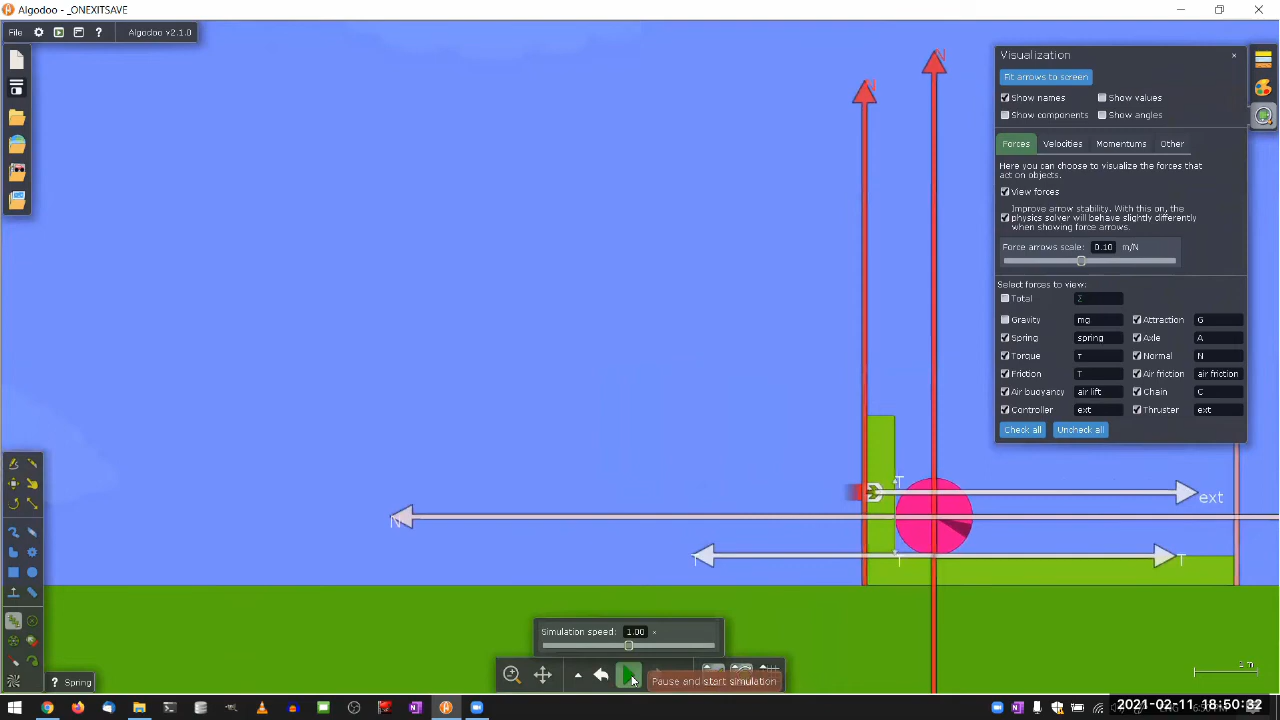 Algodoo - _ONEXITSAVE
File ? Algodoo v2.1.0
Visualization
Fit arrows to screen
Show names Show values
Show components Show angles
Forces Velocities Momentums Other
Here you can choose to visualize the forces that
act on objects.
View forces
Improve arrow stability. With this on, the
physics solver will behave slightly differently
when showing force arrows.
Force arrows scale: 0.10 m/N
Select forces to view:
Total Σ
Gravity mg Attraction G
Spring spring Axle A
Torque τ Normal N
Friction T Air friction air friction
Air buoyancy air lift Chain C
Controller ext Thruster ext
Check all Uncheck all
N
N
T
ext
N
T
T
T
Simulation speed: 1.00 x
Pause and start simulation
? Spring
1 m
2021-02-11 18:50:32